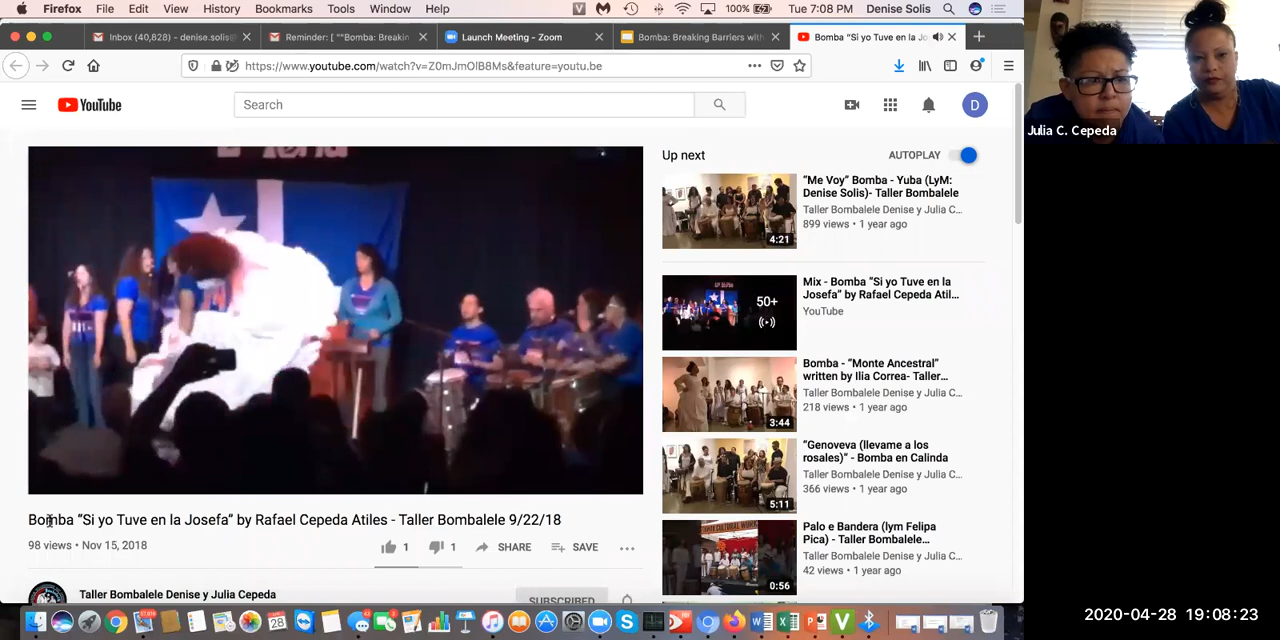 Firefox File Edit View History Bookmarks Tools Window Help 100% Tue 7:08 PM Denise Solis
Inbox (40,828) - denise.solis@
Reminder: [ ""Bomba: Breakin
Launch Meeting - Zoom
Bomba: Breaking Barriers with
Bomba "Si yo Tuve en la Jo
https://www.youtube.com/watch?v=Z0mJmOlB8Ms&feature=youtu.be
YouTube
Search
D
Up next
AUTOPLAY
"Me Voy" Bomba - Yuba (LyM:
Denise Solis)- Taller Bombalele
Taller Bombalele Denise y Julia C...
899 views • 1 year ago
4:21
50+
Mix - Bomba "Si yo Tuve en la
Josefa" by Rafael Cepeda Atil...
YouTube
Bomba - "Monte Ancestral"
written by Ilia Correa- Taller...
Taller Bombalele Denise y Julia C...
218 views • 1 year ago
3:44
"Genoveva (llevame a los
rosales)" - Bomba en Calinda
Taller Bombalele Denise y Julia C...
366 views • 1 year ago
5:11
Palo e Bandera (lym Felipa
Pica) - Taller Bombalele...
Taller Bombalele Denise y Julia C...
42 views • 1 year ago
0:56
Bomba "Si yo Tuve en la Josefa" by Rafael Cepeda Atiles - Taller Bombalele 9/22/18
98 views • Nov 15, 2018
1
1
SHARE
SAVE
Taller Bombalele Denise y Julia Cepeda
SUBSCRIBED
Julia C. Cepeda
28
2020-04-28 19:08:23